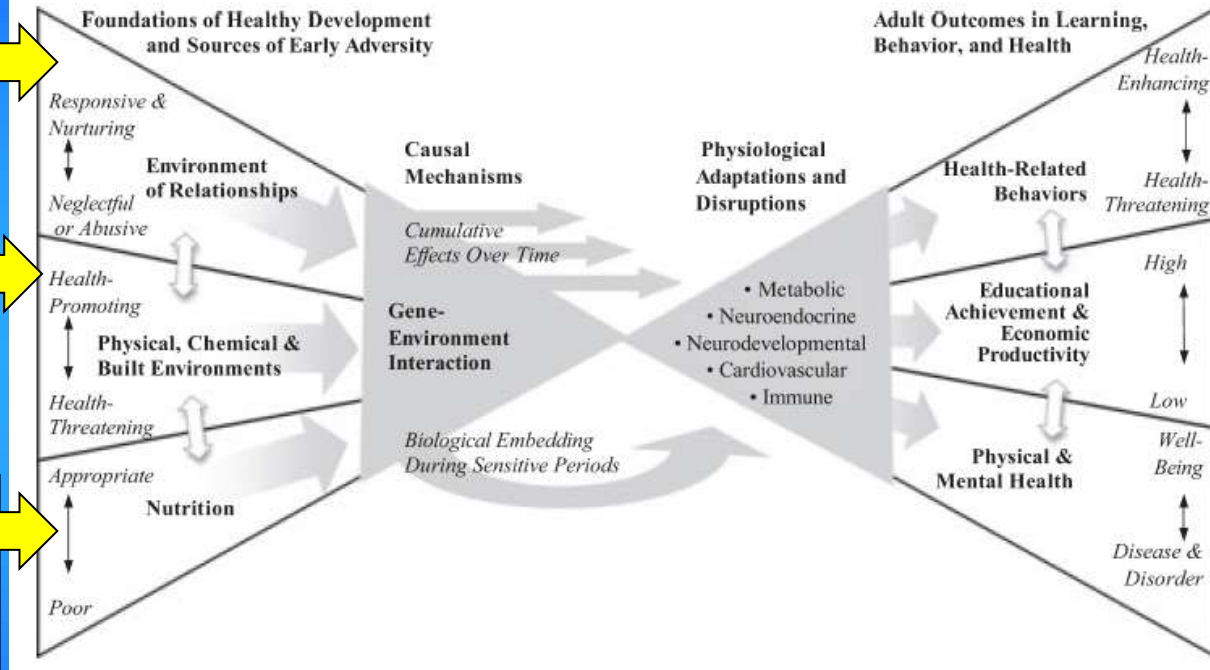 Foundations of Healthy Development
and Sources of Early Adversity
Responsive &
Nurturing
Neglectful
or Abusive
Environment
of Relationships
Health-
Promoting
Health-
Threatening
Physical, Chemical &
Built Environments
Appropriate
Poor
Nutrition
Causal
Mechanisms
Cumulative
Effects Over Time
Gene-
Environment
Interaction
Biological Embedding
During Sensitive Periods
Physiological
Adaptations and
Disruptions
• Metabolic
• Neuroendocrine
• Neurodevelopmental
• Cardiovascular
• Immune
Adult Outcomes in Learning,
Behavior, and Health
Health-
Enhancing
Health-
Threatening
Health-Related
Behaviors
High
Low
Educational
Achievement &
Economic
Productivity
Well-
Being
Disease &
Disorder
Physical &
Mental Health